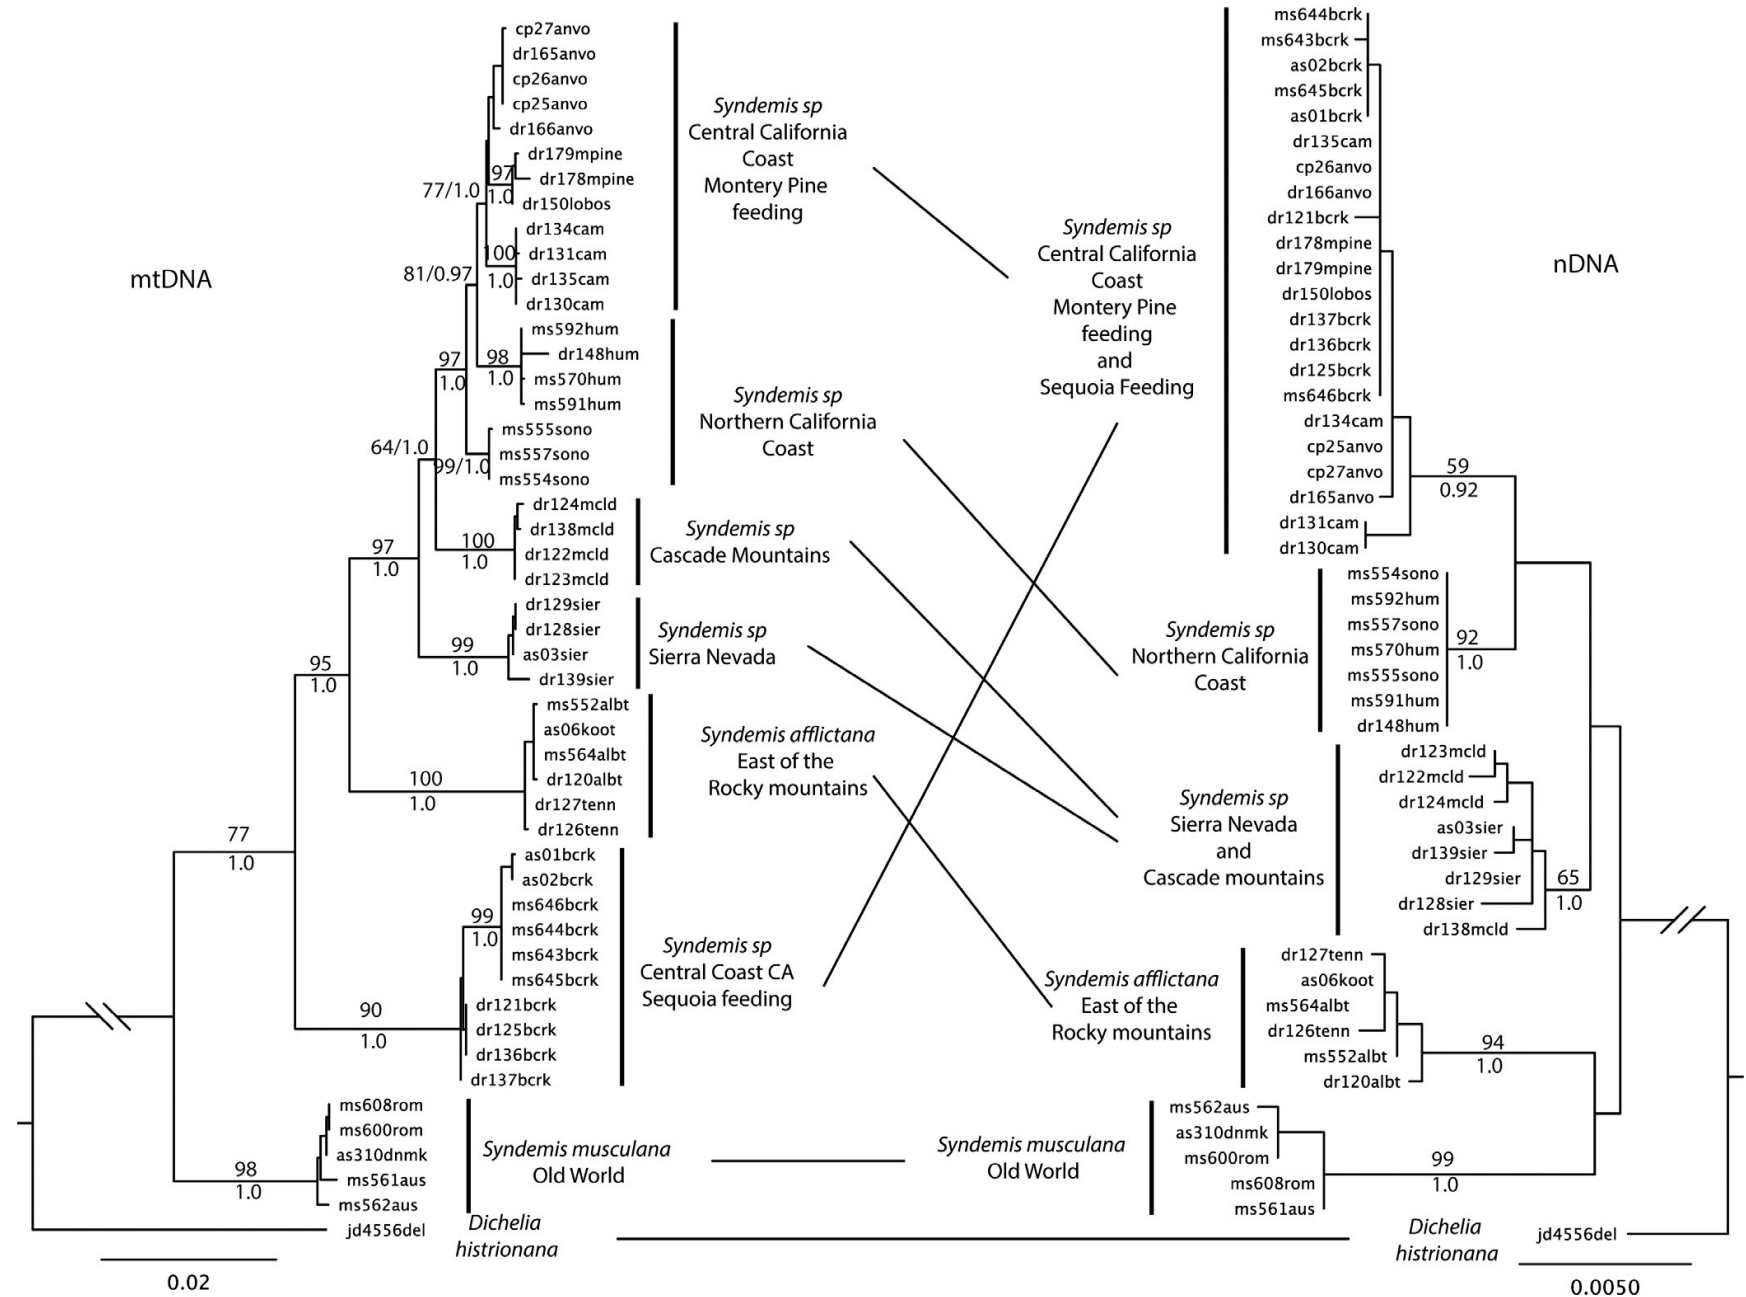 mtDNA
cp27anvo
dr165anvo
cp26anvo
cp25anvo
dr166anvo
dr179mpine
dr178mpine
dr150lobos
dr134cam
dr131cam
dr135cam
dr130cam
ms592hum
dr148hum
ms570hum
ms591hum
ms555sono
ms557sono
ms554sono
dr124mcld
dr138mcld
dr122mcld
dr123mcld
dr129sier
dr128sier
as03sier
dr139sier
ms552albt
as06koot
ms564albt
dr120albt
dr127tenn
dr126tenn
as01bcrk
as02bcrk
ms646bcrk
ms644bcrk
ms643bcrk
ms645bcrk
dr121bcrk
dr125bcrk
dr136bcrk
dr137bcrk
ms608rom
ms600rom
as310dnmk
ms561aus
ms562aus
jd4556del
97
1.0
77/1.0
100
1.0
81/0.97
98
1.0
97
1.0
99/1.0
64/1.0
100
1.0
97
1.0
99
1.0
95
1.0
100
1.0
77
1.0
99
1.0
90
1.0
98
1.0
0.02
Syndemis sp
Central California
Coast
Montery Pine
feeding
Syndemis sp
Northern California
Coast
Syndemis sp
Cascade Mountains
Syndemis sp
Sierra Nevada
Syndemis afflictana
East of the
Rocky mountains
Syndemis sp
Central Coast CA
Sequoia feeding
Syndemis musculana
Old World
Dichelia
histrionana
Syndemis sp
Central California
Coast
Montery Pine
feeding
and
Sequoia Feeding
Syndemis sp
Northern California
Coast
Syndemis sp
Sierra Nevada
and
Cascade mountains
Syndemis afflictana
East of the
Rocky mountains
Syndemis musculana
Old World
Dichelia
histrionana
nDNA
ms644bcrk
ms643bcrk
as02bcrk
ms645bcrk
as01bcrk
dr135cam
cp26anvo
dr166anvo
dr121bcrk
dr178mpine
dr179mpine
dr150lobos
dr137bcrk
dr136bcrk
dr125bcrk
ms646bcrk
dr134cam
cp25anvo
cp27anvo
dr165anvo
dr131cam
dr130cam
ms554sono
ms592hum
ms557sono
ms570hum
ms555sono
ms591hum
dr148hum
dr123mcld
dr122mcld
dr124mcld
as03sier
dr139sier
dr129sier
dr128sier
dr138mcld
dr127tenn
as06koot
ms564albt
dr126tenn
ms552albt
dr120albt
ms562aus
as310dnmk
ms600rom
ms608rom
ms561aus
jd4556del
59
0.92
92
1.0
65
1.0
94
1.0
99
1.0
0.0050